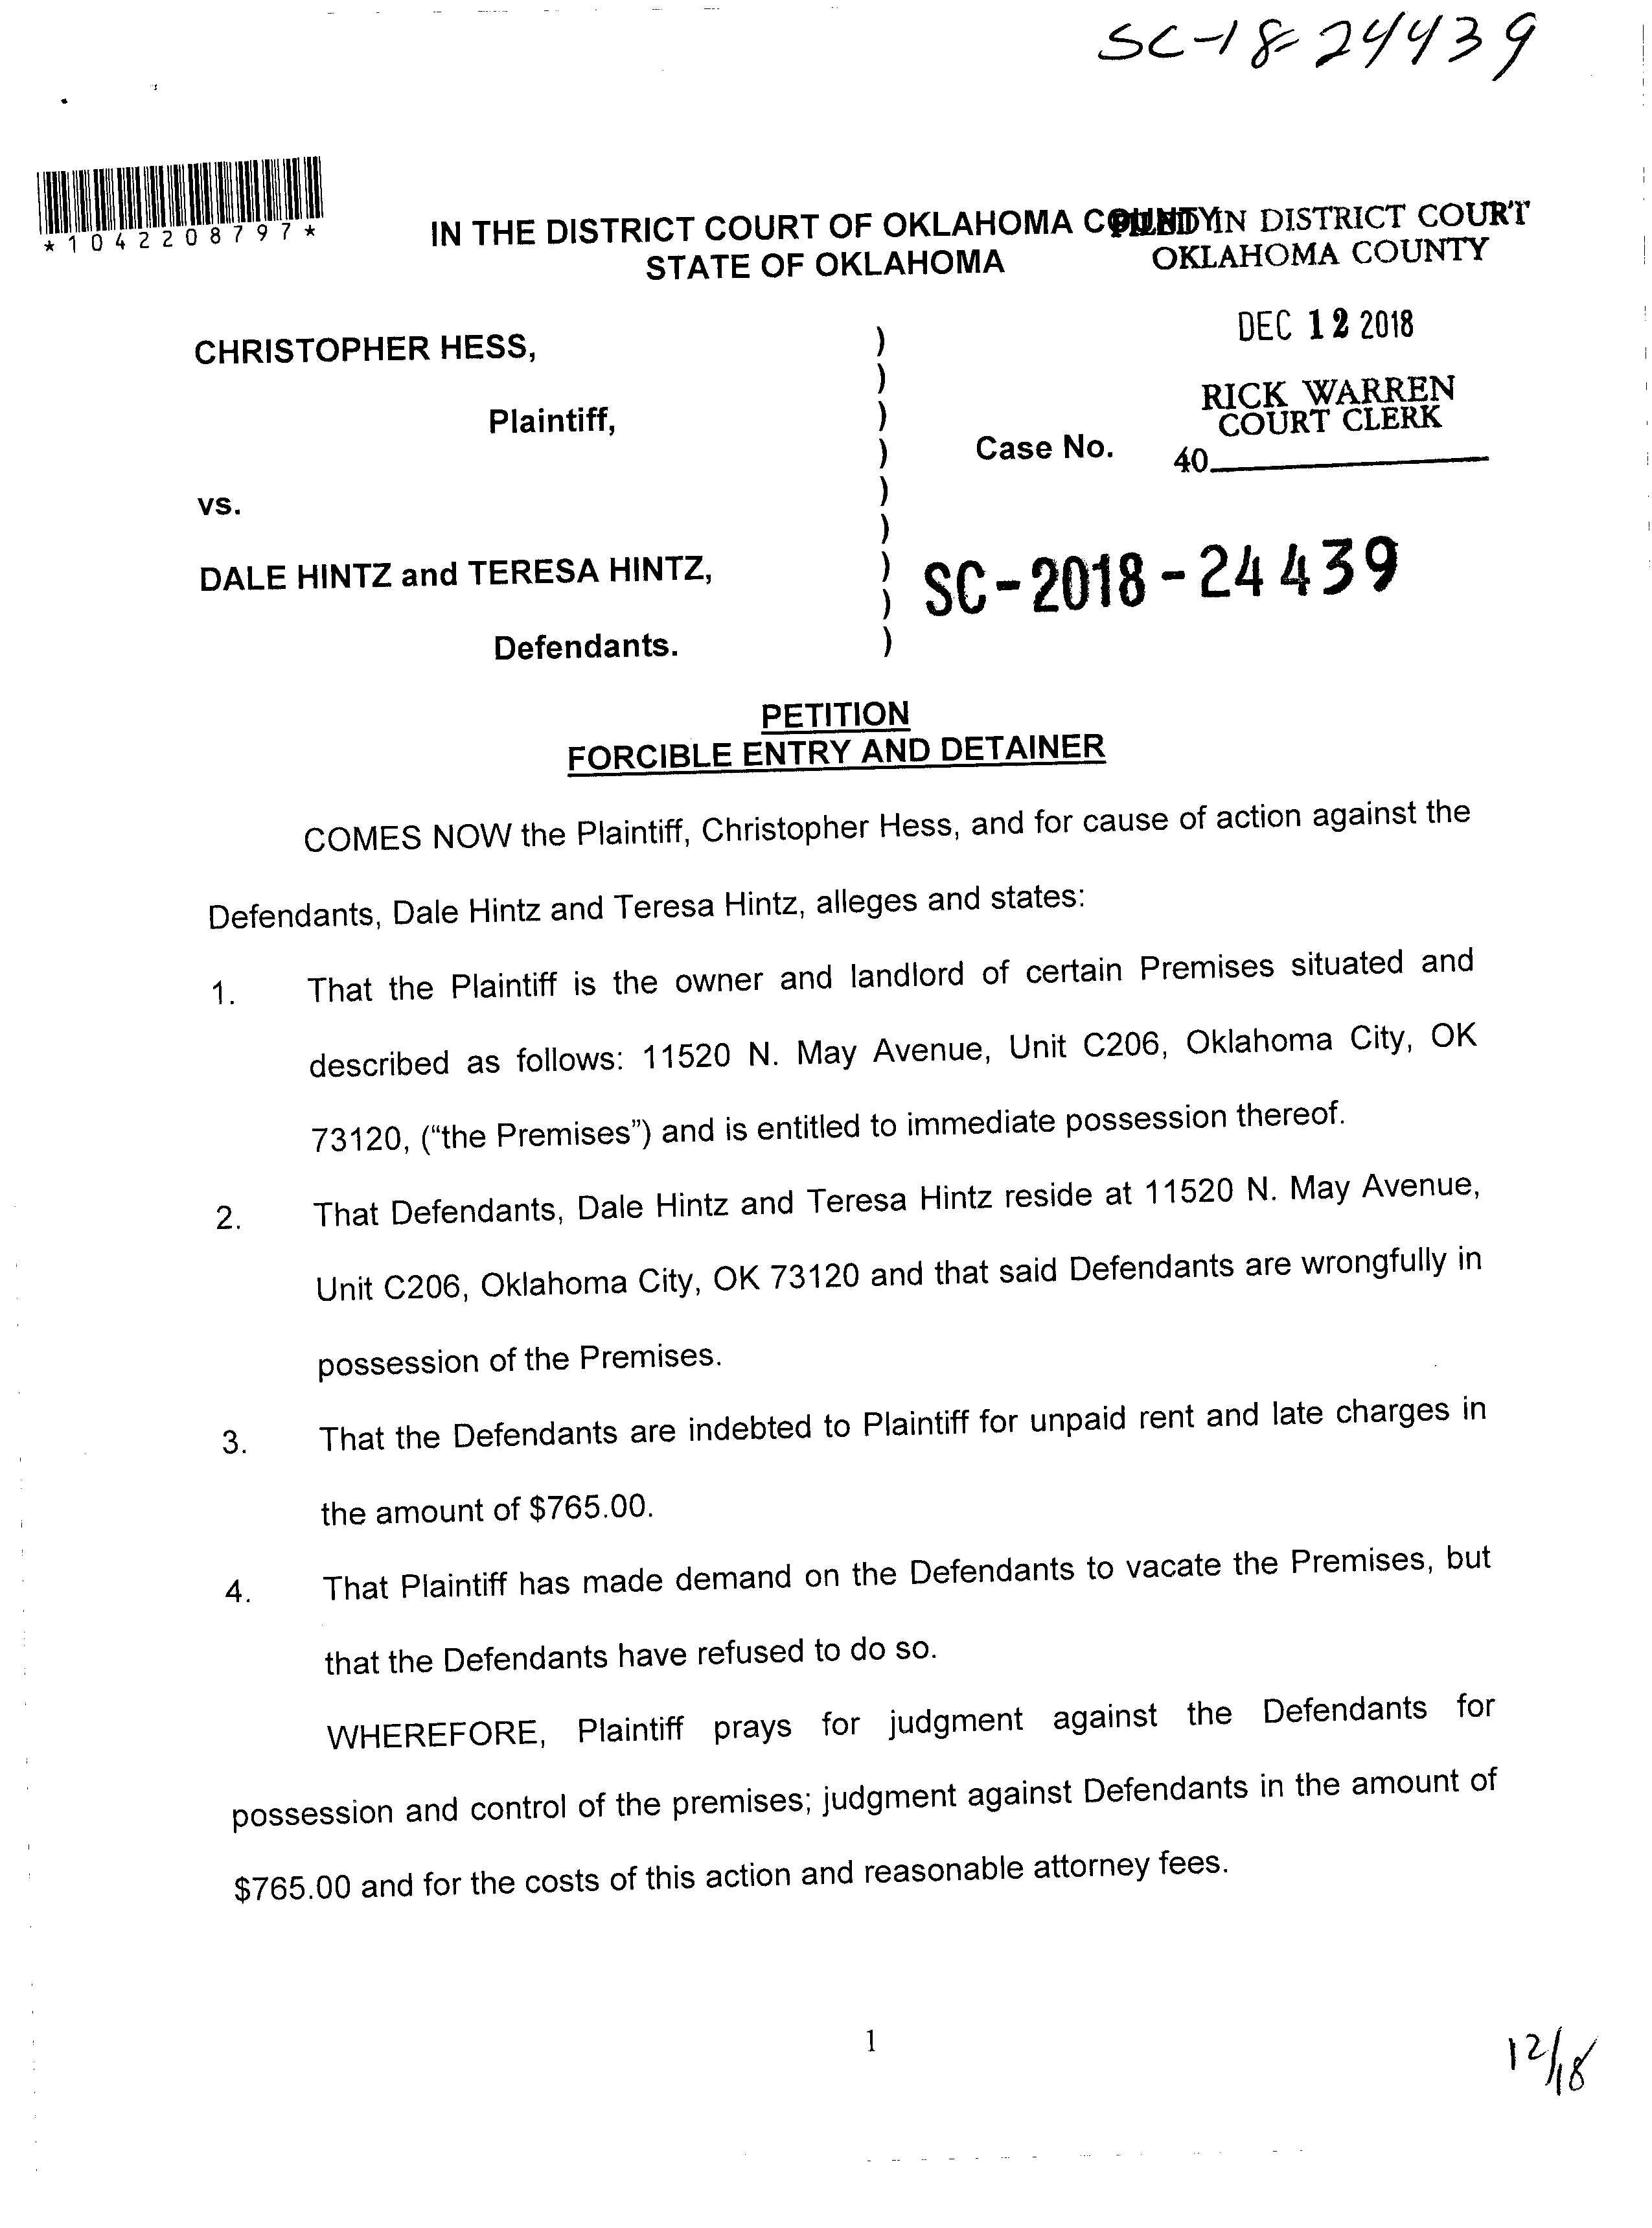 SC-18-24439
*1042208797*
IN THE DISTRICT COURT OF OKLAHOMA COUNTY
FILED IN DISTRICT COURT
STATE OF OKLAHOMA
OKLAHOMA COUNTY
DEC 12 2018
CHRISTOPHER HESS, )
)
RICK WARREN
Plaintiff, )
COURT CLERK
) Case No.
40
vs. )
)
DALE HINTZ and TERESA HINTZ, )
SC-2018-24439
)
Defendants. )
PETITION
FORCIBLE ENTRY AND DETAINER
COMES NOW the Plaintiff, Christopher Hess, and for cause of action against the
Defendants, Dale Hintz and Teresa Hintz, alleges and states:
1. That the Plaintiff is the owner and landlord of certain Premises situated and
described as follows: 11520 N. May Avenue, Unit C206, Oklahoma City, OK
73120, (“the Premises”) and is entitled to immediate possession thereof.
2. That Defendants, Dale Hintz and Teresa Hintz reside at 11520 N. May Avenue,
Unit C206, Oklahoma City, OK 73120 and that said Defendants are wrongfully in
possession of the Premises.
3. That the Defendants are indebted to Plaintiff for unpaid rent and late charges in
the amount of $765.00.
4. That Plaintiff has made demand on the Defendants to vacate the Premises, but
that the Defendants have refused to do so.
WHEREFORE, Plaintiff prays for judgment against the Defendants for
possession and control of the premises; judgment against Defendants in the amount of
$765.00 and for the costs of this action and reasonable attorney fees.
1
12/18